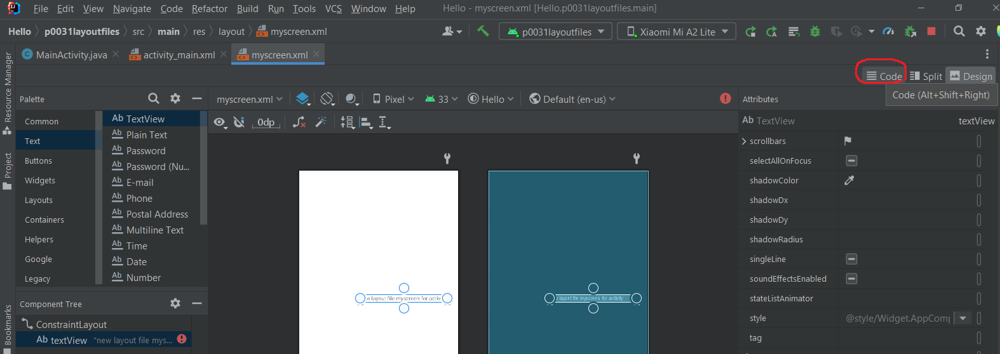 File Edit View Navigate Code Refactor Build Run Tools VCS Window Help Hello - myscreen.xml [Hello.p0031layoutfiles.main]
Hello p0031layoutfiles src main res layout myscreen.xml p0031layoutfiles Xiaomi Mi A2 Lite
MainActivity.java activity_main.xml myscreen.xml
Code Split Design
Code (Alt+Shift+Right)
Resource Manager
Project
Bookmarks
Palette
Common
Text
Buttons
Widgets
Layouts
Containers
Helpers
Google
Legacy
Ab TextView
Ab Plain Text
Ab Password
Ab Password (Nu...
Ab E-mail
Ab Phone
Ab Postal Address
Ab Multiline Text
Ab Time
Ab Date
Ab Number
Component Tree
ConstraintLayout
Ab textView "new layout file mys...
myscreen.xml Pixel 33 Hello Default (en-us)
0dp
w layout file myscreen for activ
layout file myscreen for activity
Attributes
Ab TextView textView
scrollbars
selectAllOnFocus
shadowColor
shadowDx
shadowDy
shadowRadius
singleLine
soundEffectsEnabled
stateListAnimator
style @style/Widget.AppComp
tag